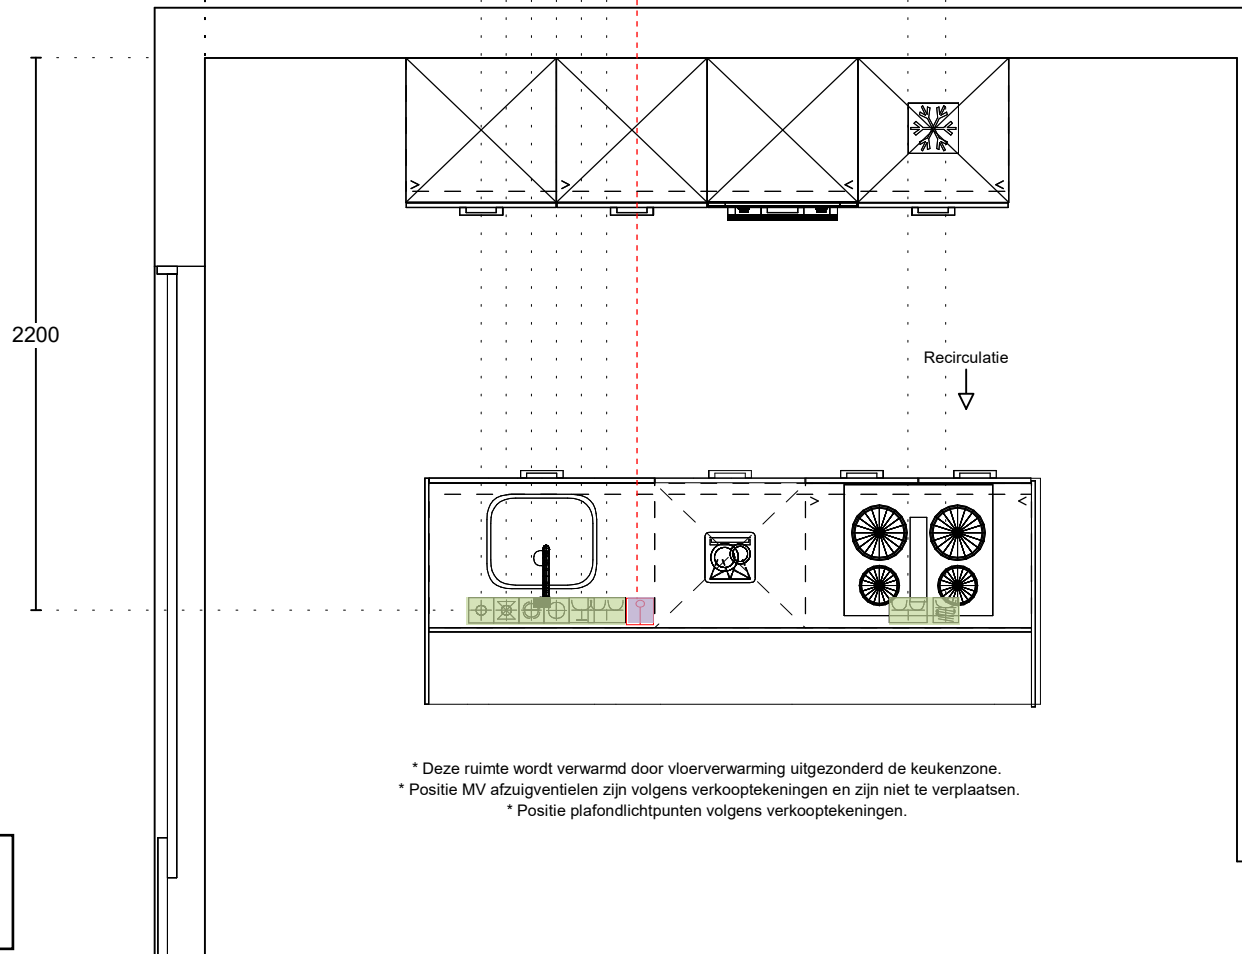 2200
Recirculatie
* Deze ruimte wordt verwarmd door vloerverwarming uitgezonderd de keukenzone.
* Positie MV afzuigventielen zijn volgens verkooptekeningen en zijn niet te verplaatsen.
* Positie plafondlichtpunten volgens verkooptekeningen.